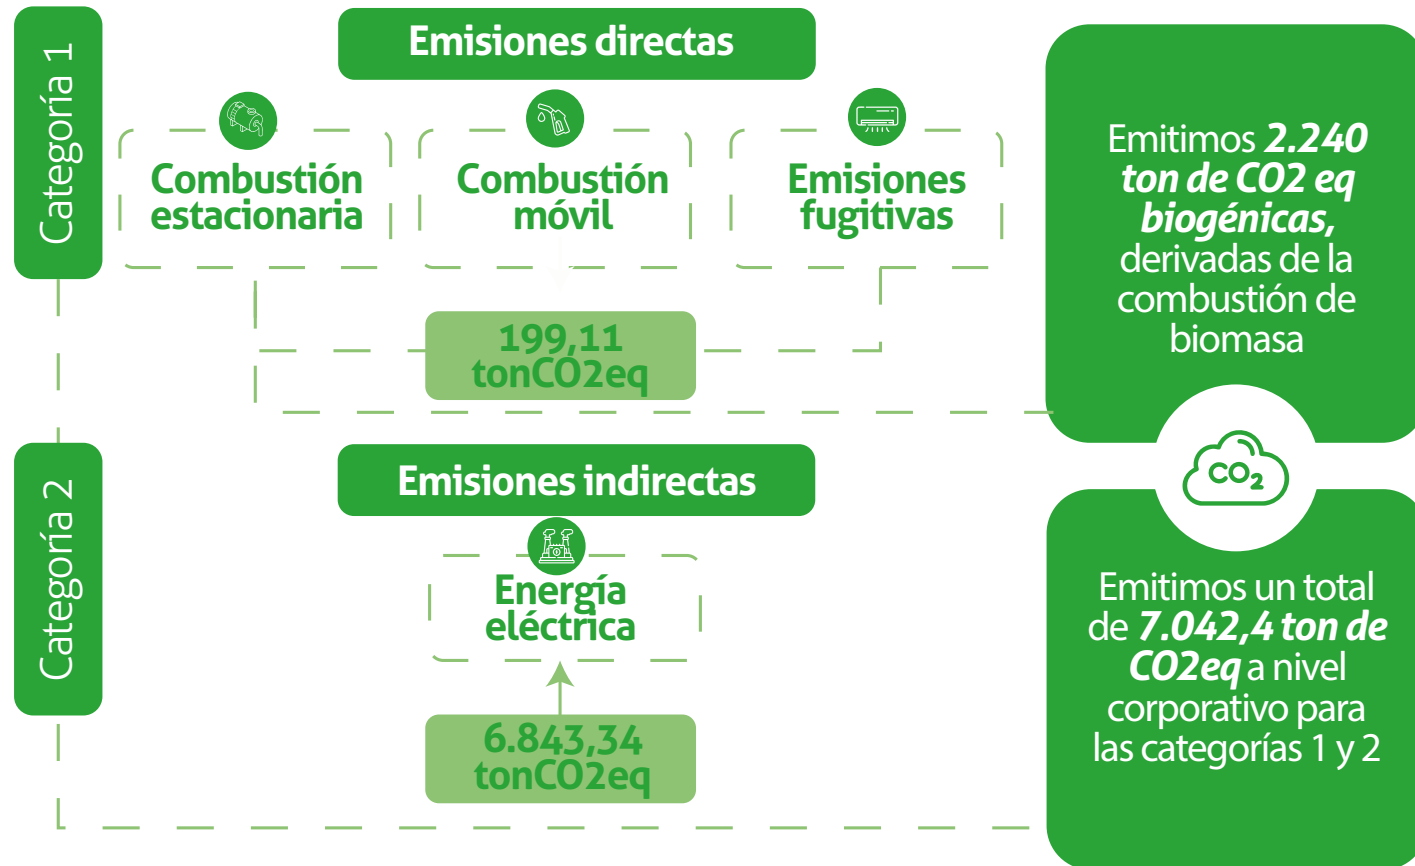 Categoría 1
Emisiones directas
Combustión
estacionaria
Combustión
móvil
Emisiones
fugitivas
199,11
tonCO2eq
Categoría 2
Emisiones indirectas
Energía
eléctrica
6.843,34
tonCO2eq
Emitimos 2.240
ton de CO2 eq
biogénicas,
derivadas de la
combustión de
biomasa
CO2
Emitimos un total
de 7.042,4 ton de
CO2eq a nivel
corporativo para
las categorías 1 y 2